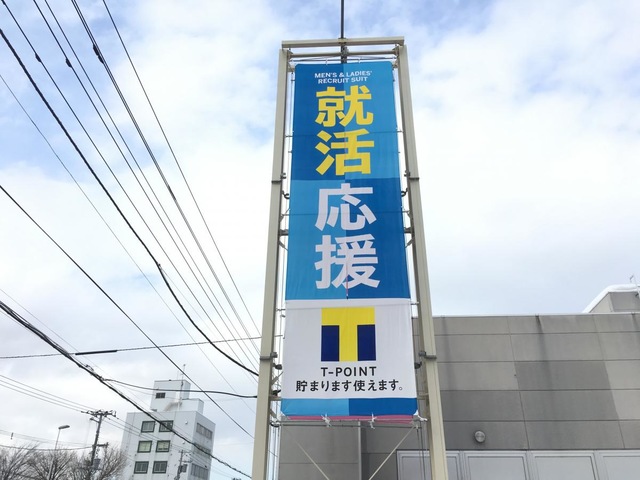 MEN'S & LADIES'
RECRUIT SUIT
就活
応援
T
T-POINT
貯まります使えます。